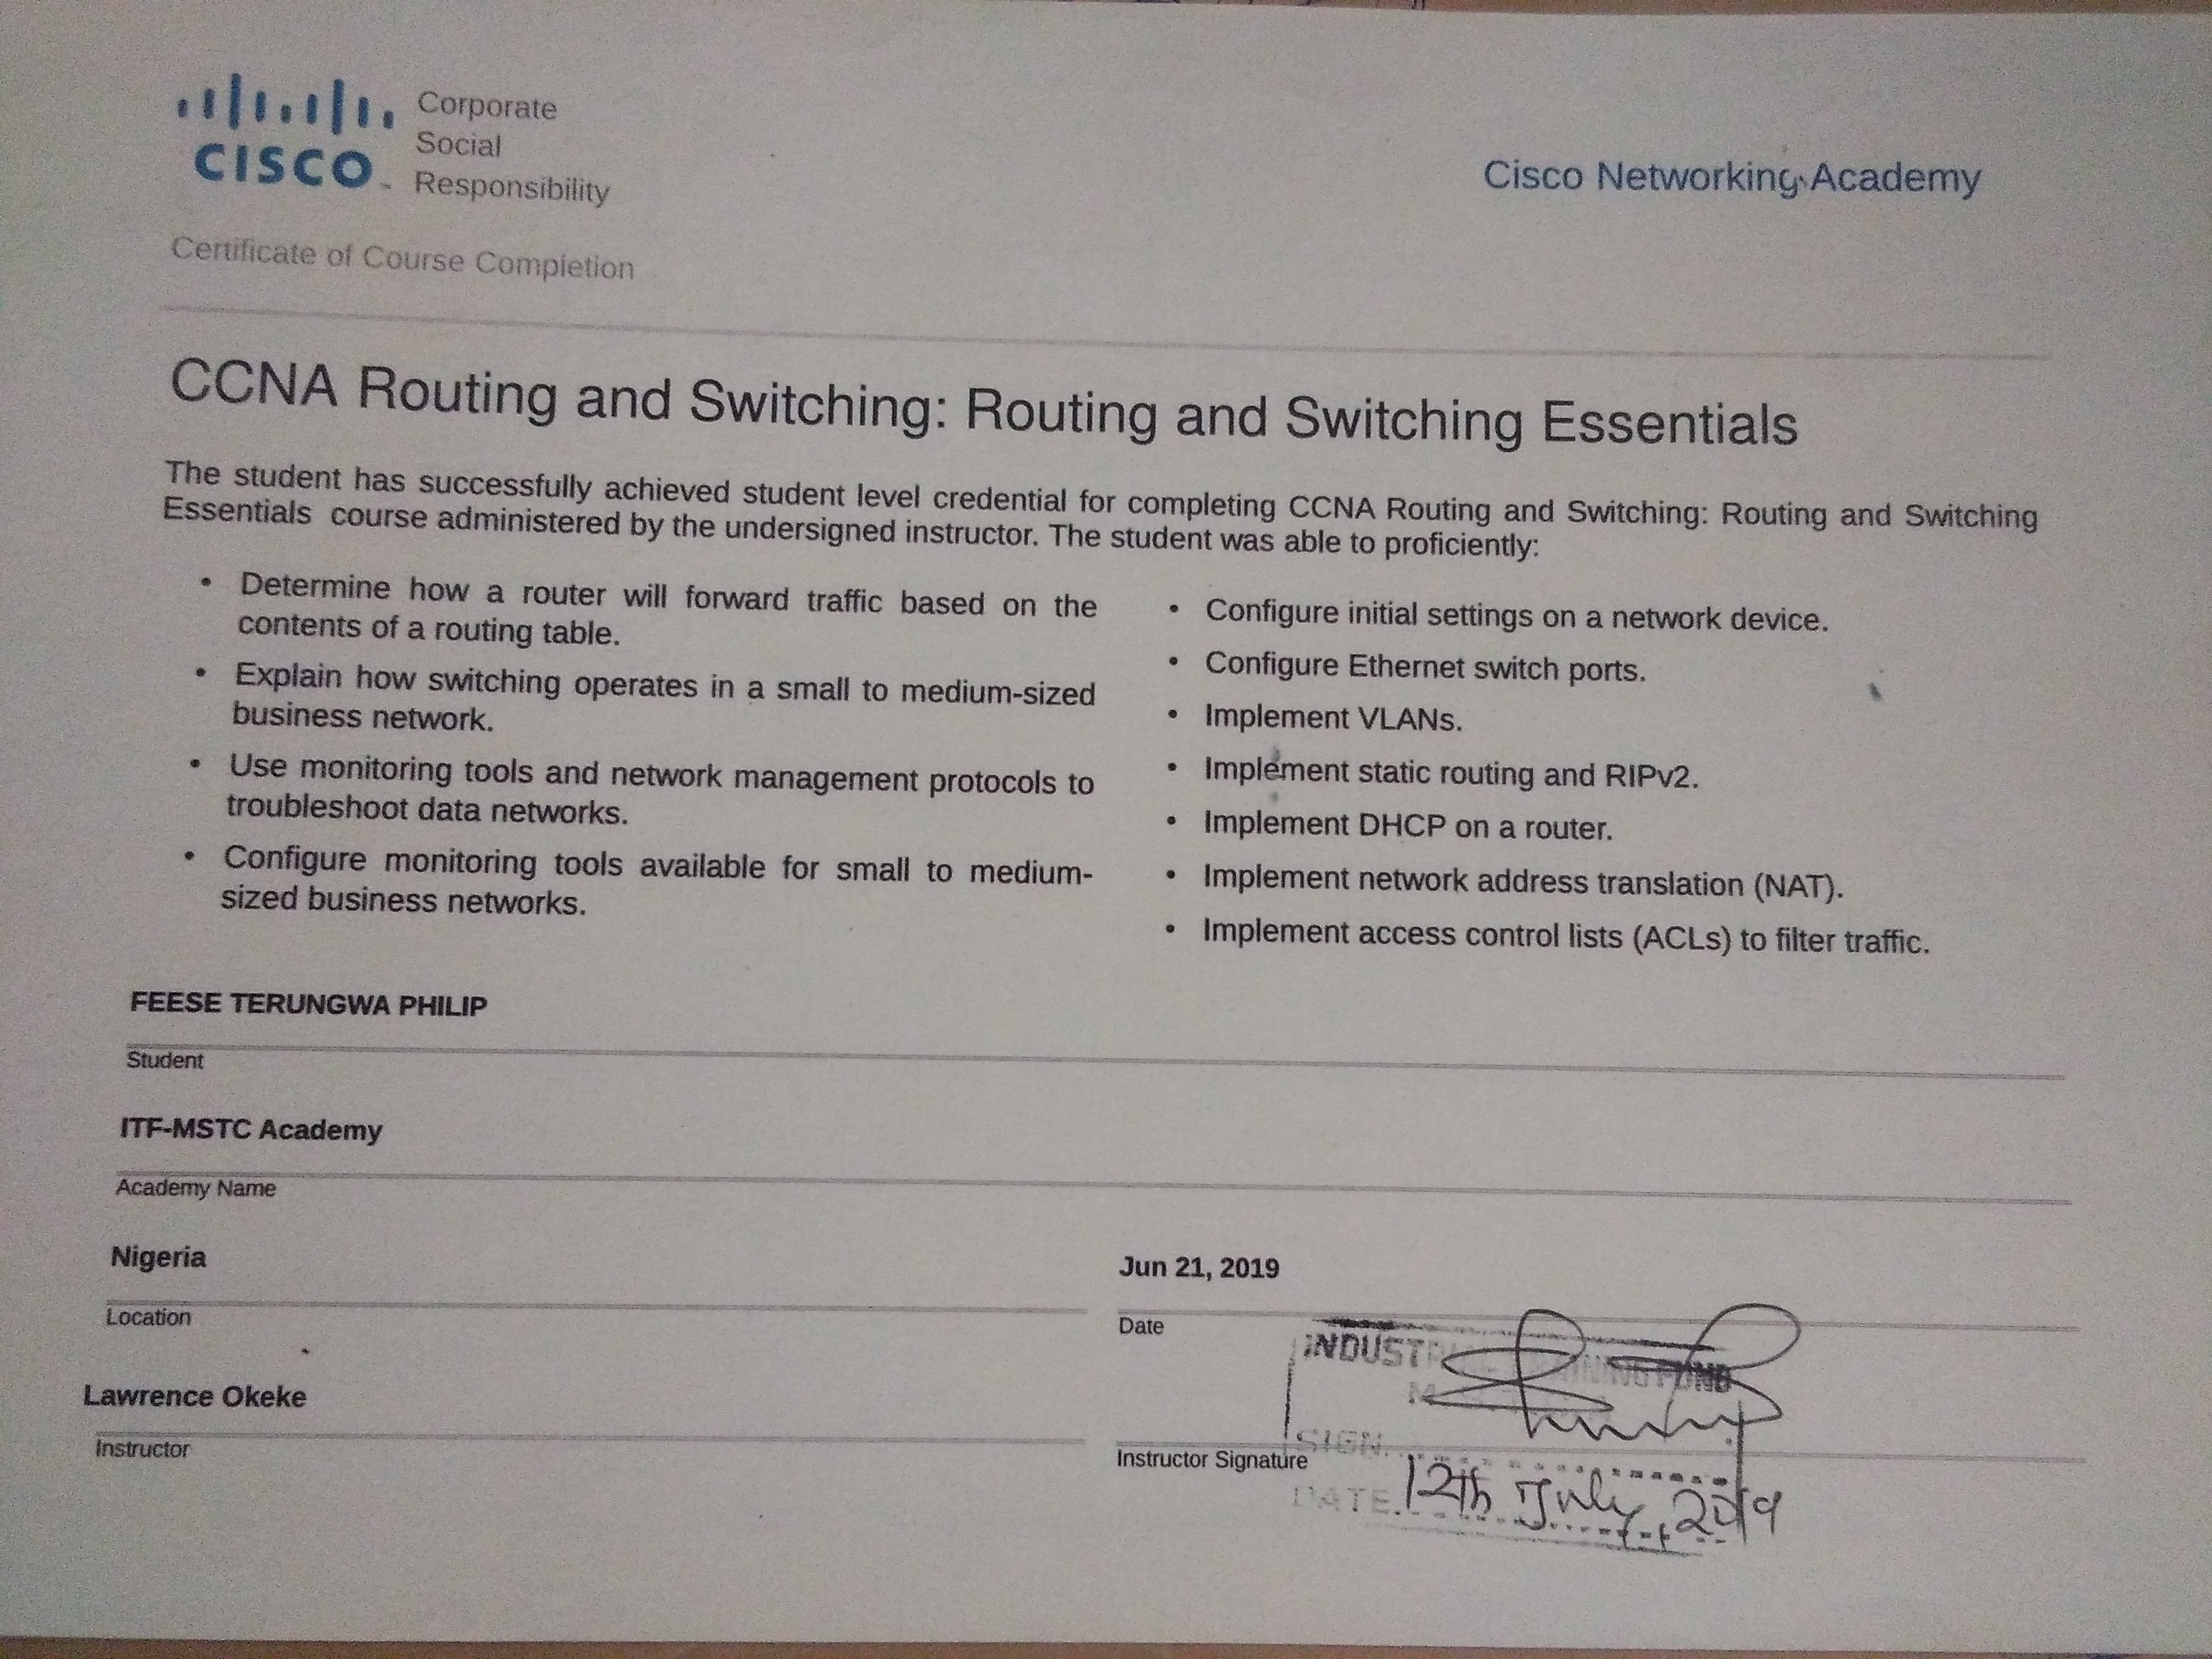 CISCO
Corporate
Social
Responsibility
Cisco Networking Academy
Certificate of Course Completion
CCNA Routing and Switching: Routing and Switching Essentials
The student has successfully achieved student level credential for completing CCNA Routing and Switching: Routing and Switching
Essentials course administered by the undersigned instructor. The student was able to proficiently:
• Determine how a router will forward traffic based on the
contents of a routing table.
• Explain how switching operates in a small to medium-sized
business network.
• Use monitoring tools and network management protocols to
troubleshoot data networks.
• Configure monitoring tools available for small to medium-
sized business networks.
• Configure initial settings on a network device.
• Configure Ethernet switch ports.
• Implement VLANs.
• Implement static routing and RIPv2.
• Implement DHCP on a router.
• Implement network address translation (NAT).
• Implement access control lists (ACLs) to filter traffic.
FEESE TERUNGWA PHILIP
Student
ITF-MSTC Academy
Academy Name
Nigeria
Location
Jun 21, 2019
Date
Lawrence Okeke
Instructor
FUND
SIGN.
Instructor Signature
DATE. 12th July, 2019